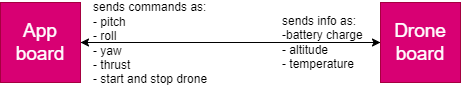 App
board
sends commands as:
- pitch
- roll
- yaw
- thrust
- start and stop drone
sends info as:
-battery charge
- altitude
- temperature
Drone
board